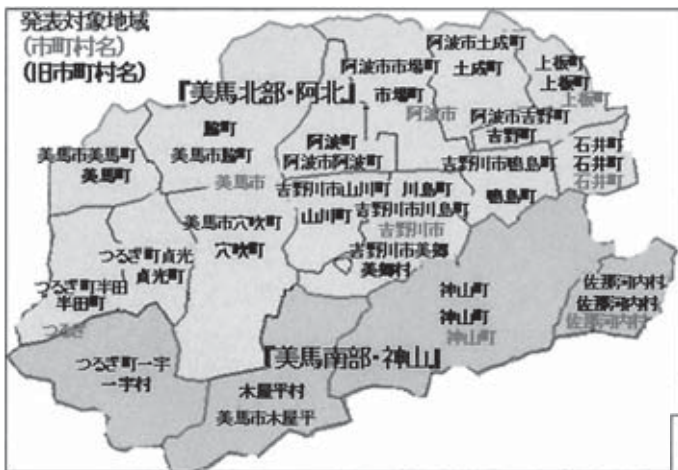 発表対象地域
(市町村名)
(旧市町村名)
『美馬北部・阿北』
阿波市土成町
土成町
上板町
上板町
上板町
阿波市市場町
市場町
阿波市
阿波市吉野町
吉野町
脇町
美馬市脇町
美馬市
阿波町
阿波市阿波町
美馬市美馬町
美馬町
石井町
石井町
石井町
吉野川市鴨島町
鴨島町
吉野川市山川町
山川町
川島町
吉野川市川島町
吉野川市
吉野川市美郷
美郷村
美馬市穴吹町
穴吹町
つるぎ町貞光
貞光町
つるぎ町半田
半田町
つるぎ
神山町
神山町
神山町
佐那河内村
佐那河内村
佐那河内村
『美馬南部・神山』
つるぎ町一宇
一宇村
木屋平村
美馬市木屋平